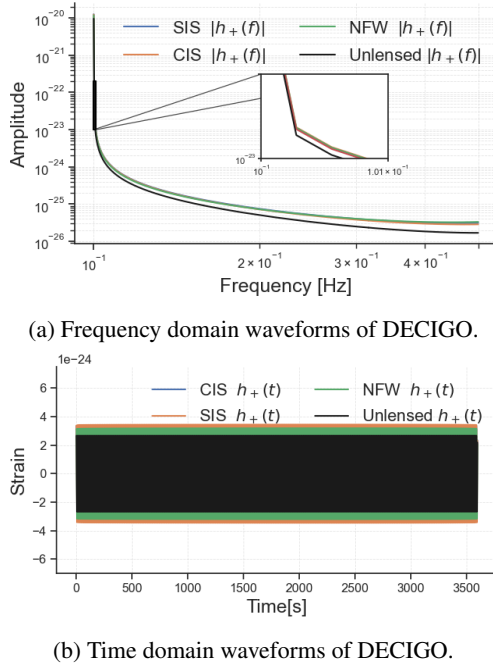 SIS |h₊(f)|
NFW |h₊(f)|
CIS |h₊(f)|
Unlensed |h₊(f)|
10⁻²⁰
10⁻²¹
10⁻²²
10⁻²³
10⁻²⁴
10⁻²⁵
10⁻²⁶
Amplitude
10⁻²³
10⁻¹
1.01 × 10⁻¹
10⁻¹
2 × 10⁻¹
3 × 10⁻¹
4 × 10⁻¹
Frequency [Hz]
(a) Frequency domain waveforms of DECIGO.
1e-24
CIS h₊(t)
NFW h₊(t)
SIS h₊(t)
Unlensed h₊(t)
6
4
2
0
−2
−4
−6
Strain
0
500
1000
1500
2000
2500
3000
3500
Time[s]
(b) Time domain waveforms of DECIGO.